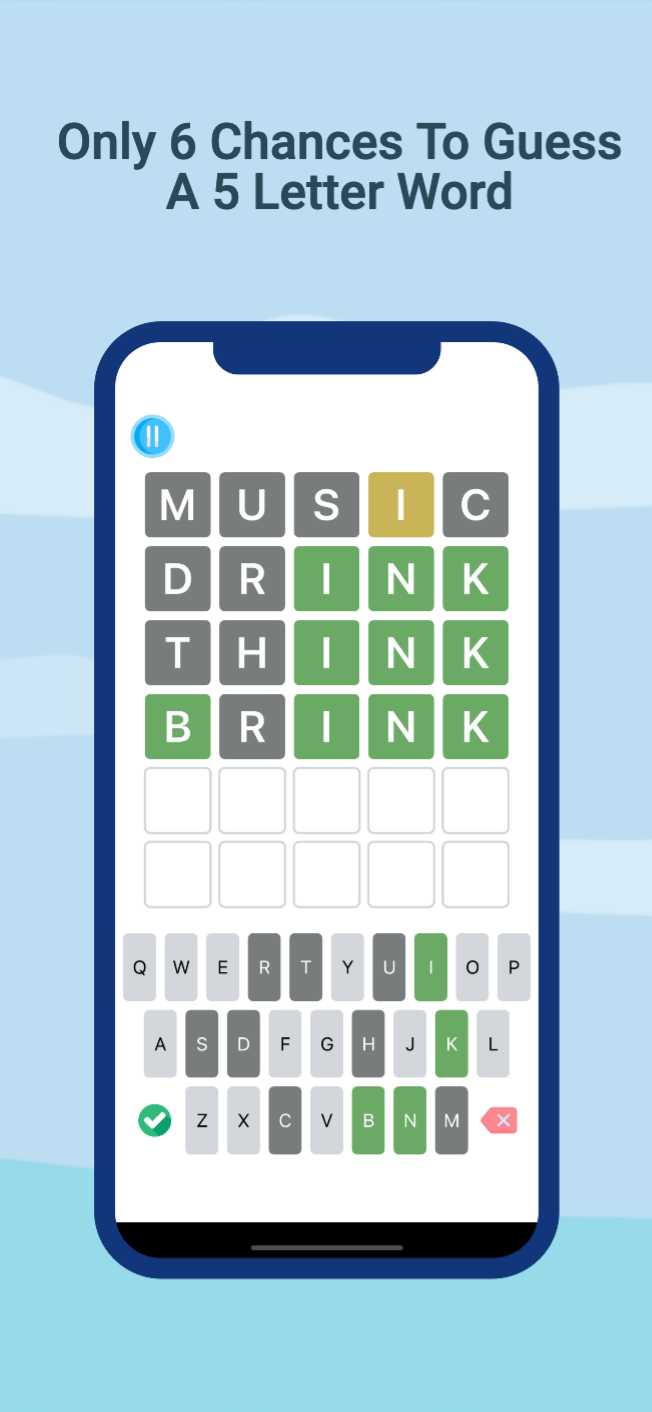 Only 6 Chances To Guess
A 5 Letter Word
M U S I C
D R I N K
T H I N K
B R I N K
Q W E R T Y U I O P
A S D F G H J K L
Z X C V B N M